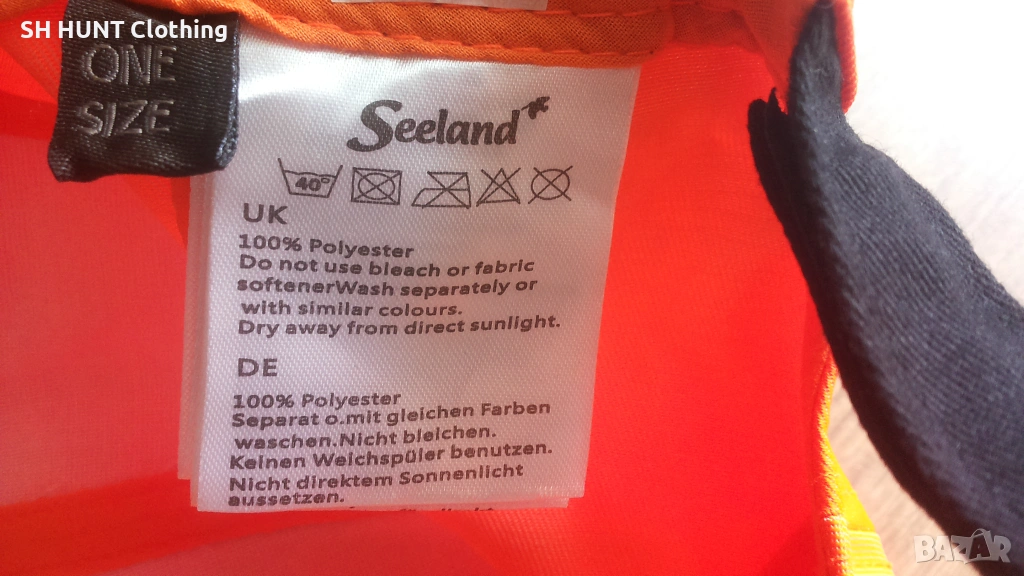 SH HUNT Clothing
ONE
SIZE
Seeland
40°
UK
100% Polyester
Do not use bleach or fabric
softenerWash separately or
with similar colours.
Dry away from direct sunlight.
DE
100% Polyester
Separat o.mit gleichen Farben
waschen.Nicht bleichen.
Keinen Weichspüler benutzen.
Nicht direktem Sonnenlicht
aussetzen.
BAZAR